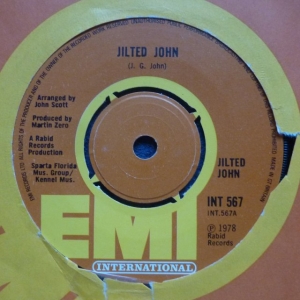 JILTED JOHN
(J. G. John)
Arranged by
John Scott
Produced by
Martin Zero
A Rabid
Records
Production
Sparta Florida
Mus. Group/
Kennel Mus.
JILTED
JOHN
INT 567
INT.567A
℗ 1978
Rabid
Records
EMI
INTERNATIONAL